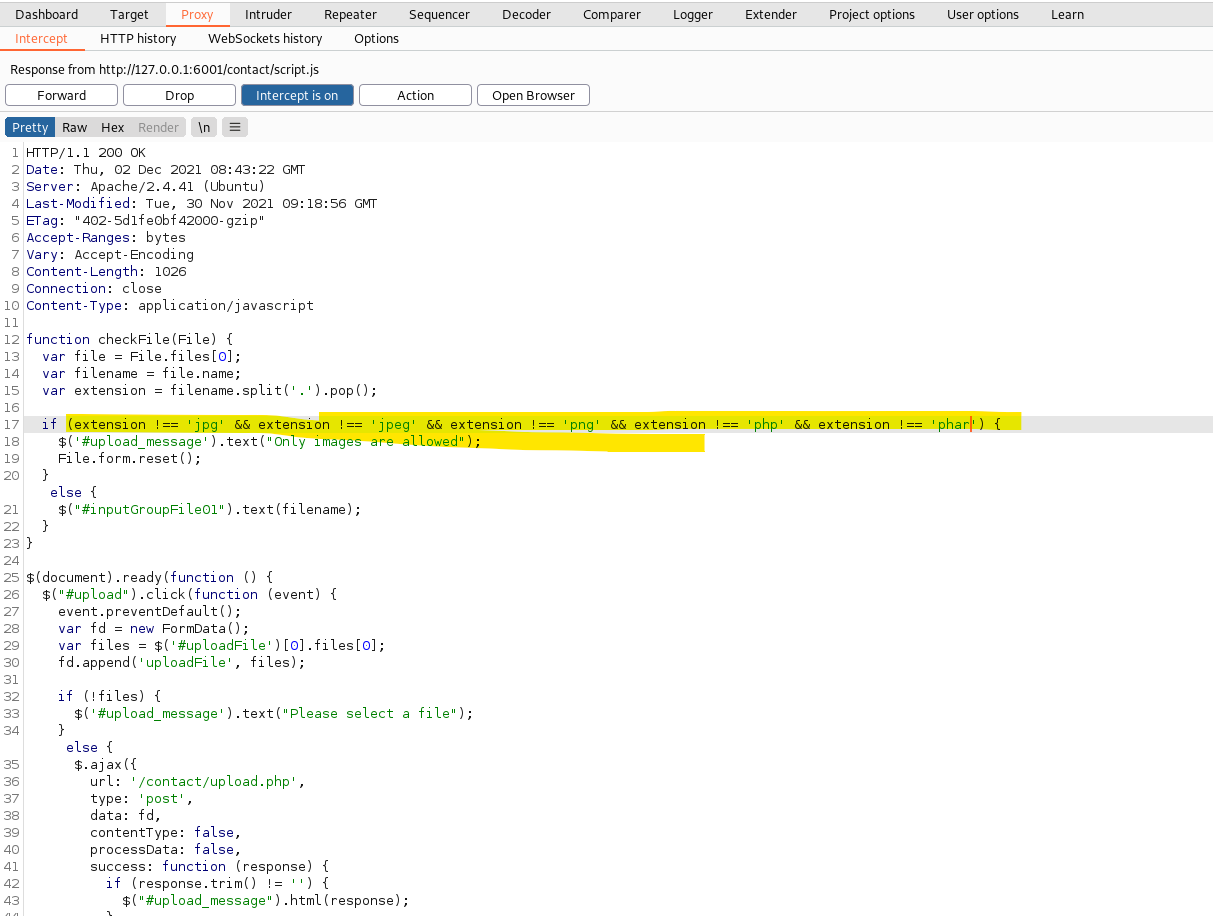 Dashboard Target Proxy Intruder Repeater Sequencer Decoder Comparer Logger Extender Project options User options Learn
Intercept HTTP history WebSockets history Options
Response from http://127.0.0.1:6001/contact/script.js
Forward Drop Intercept is on Action Open Browser
Pretty Raw Hex Render \n ≡
1 HTTP/1.1 200 OK
2 Date: Thu, 02 Dec 2021 08:43:22 GMT
3 Server: Apache/2.4.41 (Ubuntu)
4 Last-Modified: Tue, 30 Nov 2021 09:18:56 GMT
5 ETag: "402-5d1fe0bf42000-gzip"
6 Accept-Ranges: bytes
7 Vary: Accept-Encoding
8 Content-Length: 1026
9 Connection: close
10 Content-Type: application/javascript
11
12 function checkFile(File) {
13 var file = File.files[0];
14 var filename = file.name;
15 var extension = filename.split('.').pop();
16
17 if (extension !== 'jpg' && extension !== 'jpeg' && extension !== 'png' && extension !== 'php' && extension !== 'phar') {
18 $('#upload_message').text("Only images are allowed");
19 File.form.reset();
20 }
else {
21 $("#inputGroupFile01").text(filename);
22 }
23 }
24
25 $(document).ready(function () {
26 $("#upload").click(function (event) {
27 event.preventDefault();
28 var fd = new FormData();
29 var files = $('#uploadFile')[0].files[0];
30 fd.append('uploadFile', files);
31
32 if (!files) {
33 $('#upload_message').text("Please select a file");
34 }
else {
35 $.ajax({
36 url: '/contact/upload.php',
37 type: 'post',
38 data: fd,
39 contentType: false,
40 processData: false,
41 success: function (response) {
42 if (response.trim() != '') {
43 $("#upload_message").html(response);
44 }